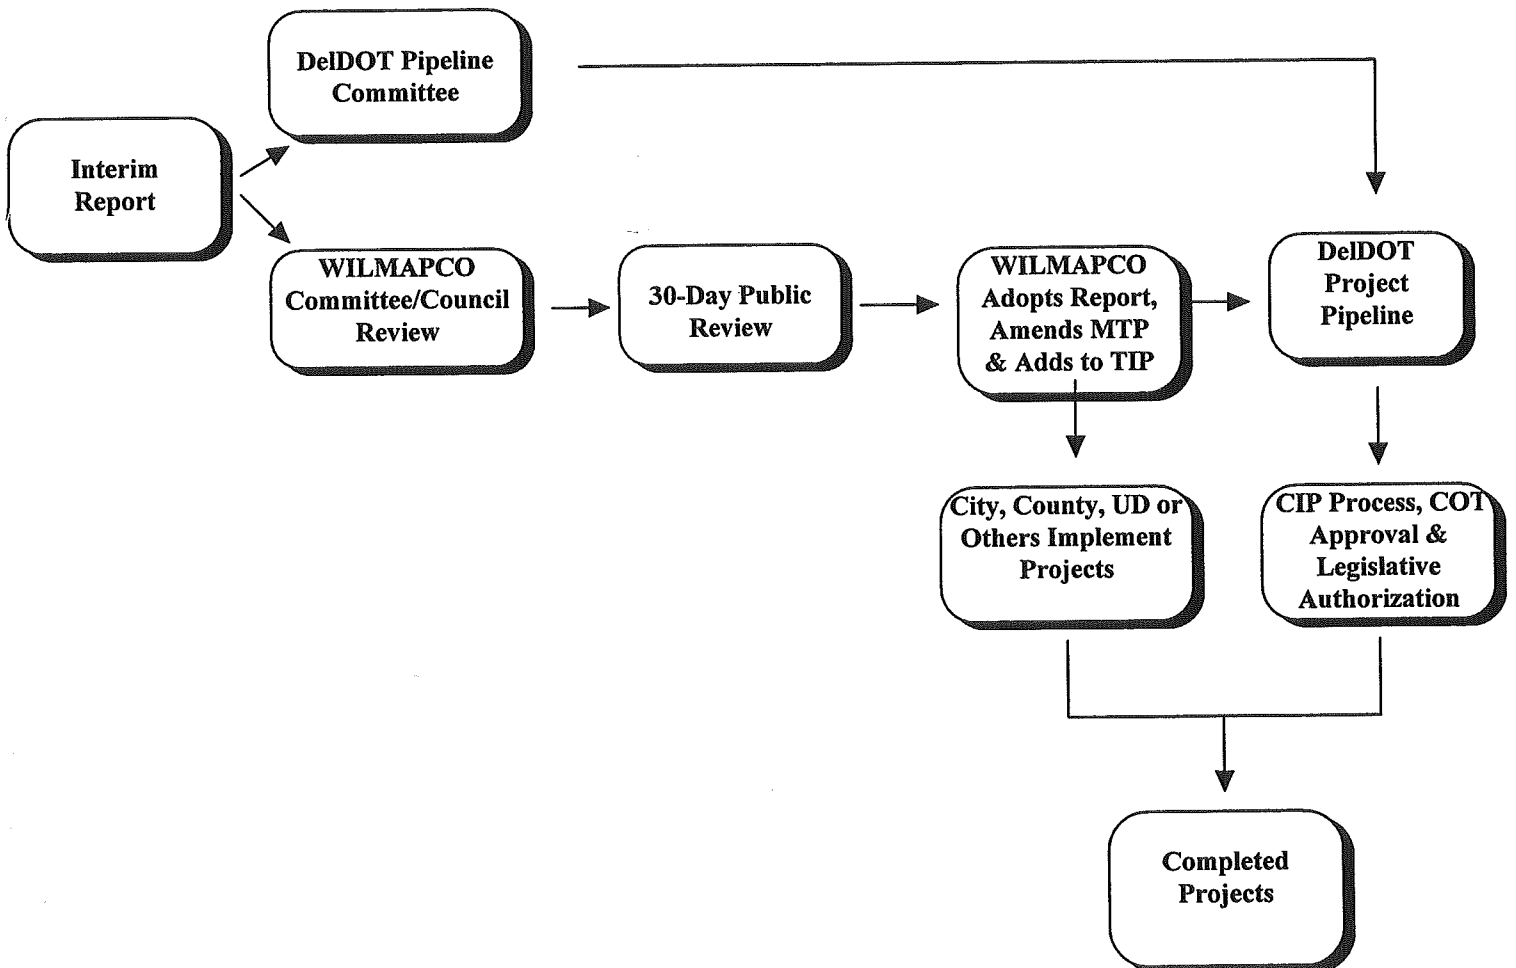 DelDOT Pipeline
Committee
Interim
Report
WILMAPCO
Committee/Council
Review
30-Day Public
Review
WILMAPCO
Adopts Report,
Amends MTP
& Adds to TIP
DelDOT
Project
Pipeline
City, County, UD or
Others Implement
Projects
CIP Process, COT
Approval &
Legislative
Authorization
Completed
Projects